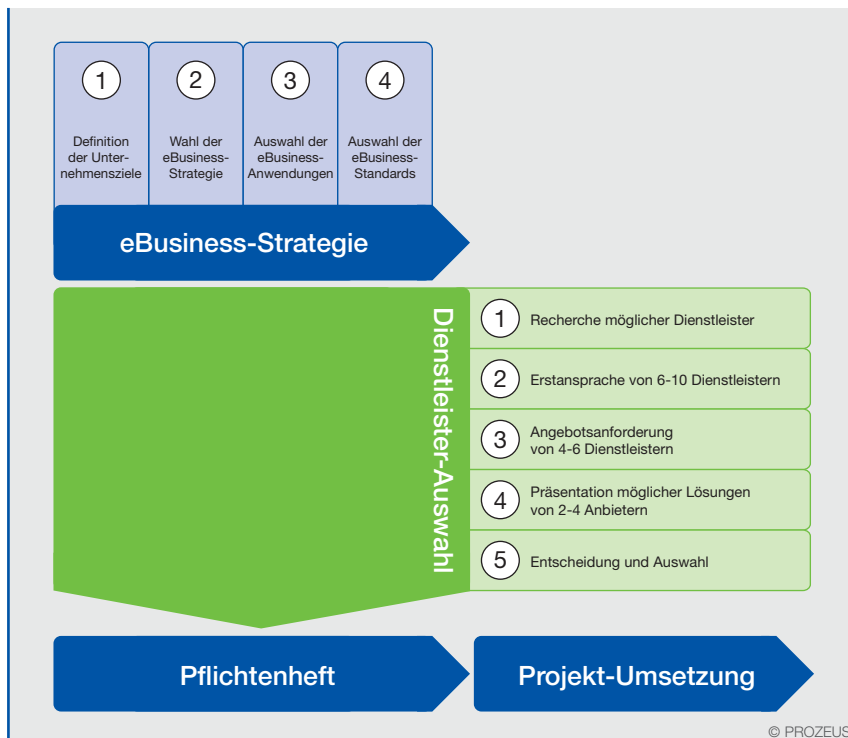 1
Definition
der Unter-
nehmensziele
2
Wahl der
eBusiness-
Strategie
3
Auswahl der
eBusiness-
Anwendungen
4
Auswahl der
eBusiness-
Standards
eBusiness-Strategie
Dienstleister-Auswahl
1
Recherche möglicher Dienstleister
2
Erstansprache von 6-10 Dienstleistern
3
Angebotsanforderung
von 4-6 Dienstleistern
4
Präsentation möglicher Lösungen
von 2-4 Anbietern
5
Entscheidung und Auswahl
Pflichtenheft
Projekt-Umsetzung
© PROZEUS